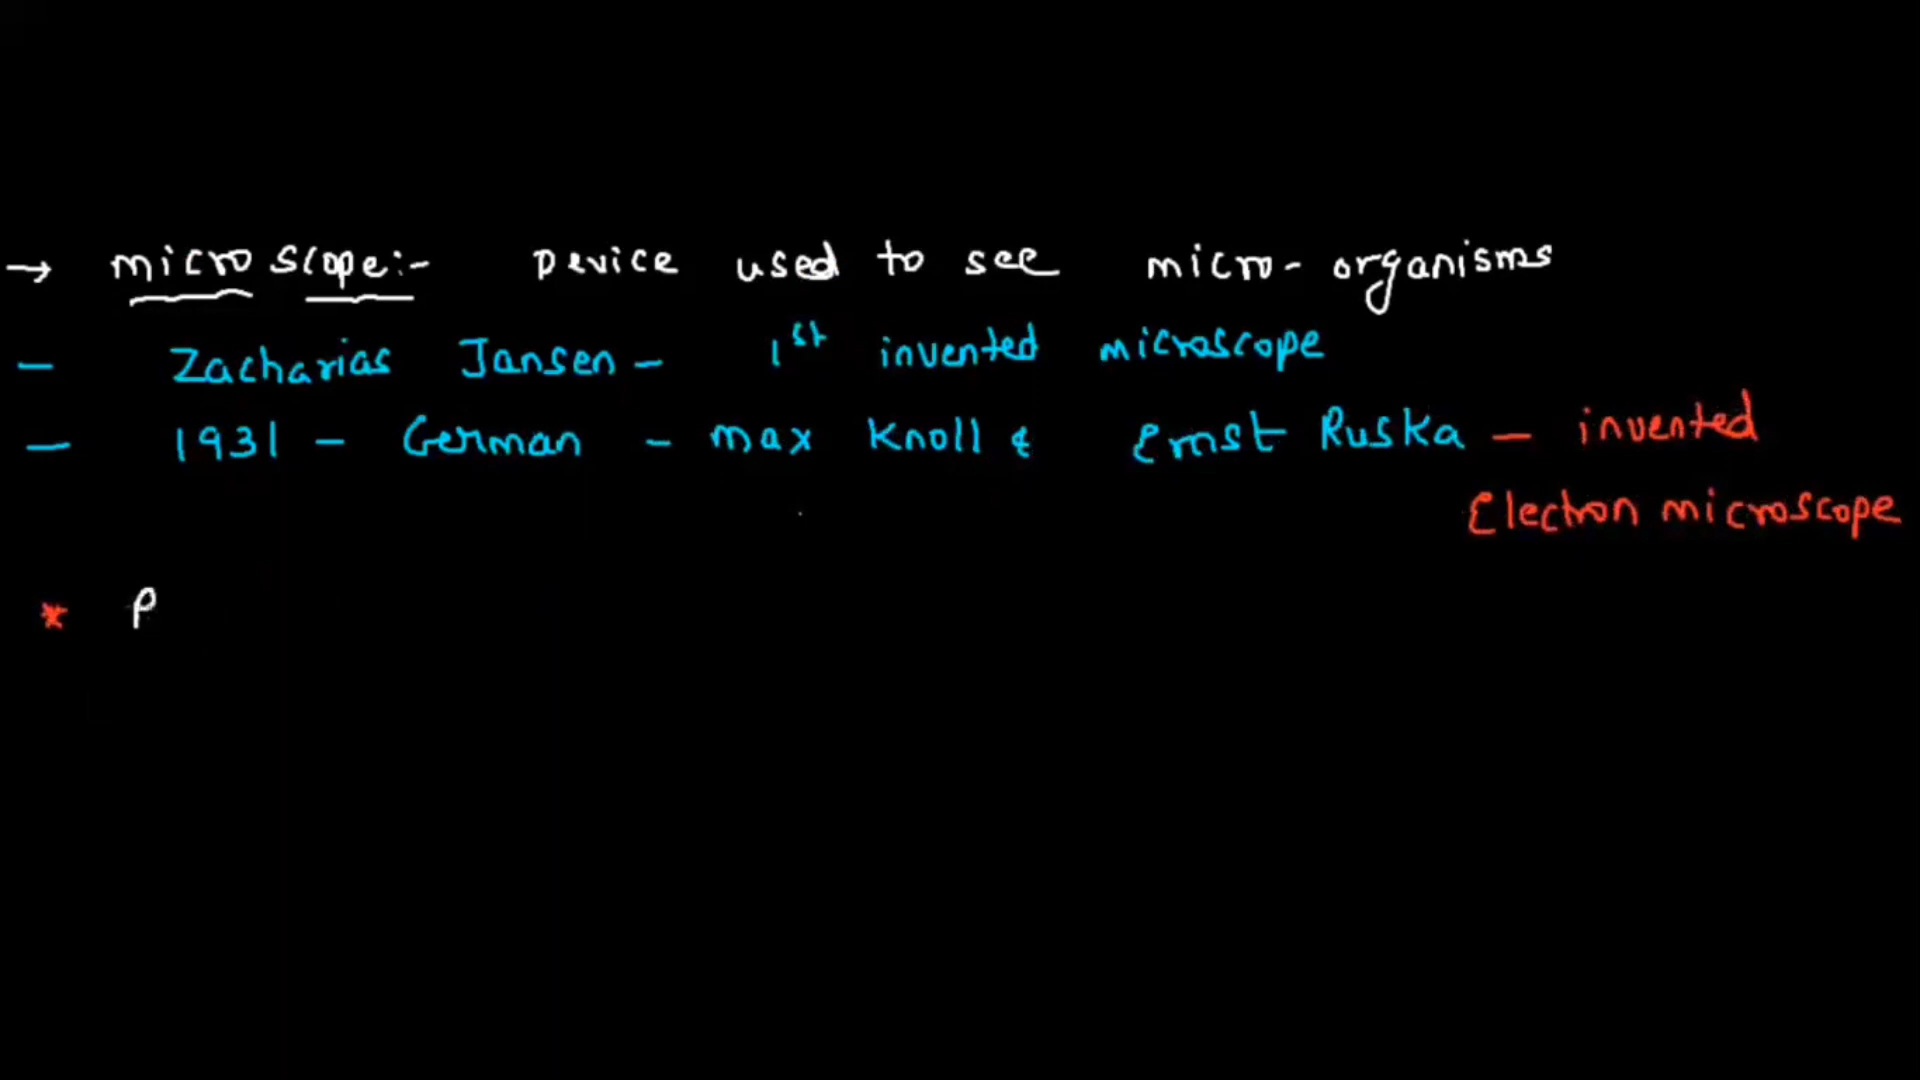 → micro scope:- Device used to see micro-organisms
- Zacharias Jansen - 1st invented microscope
- 1931 - German - max Knoll & Ernst Ruska - invented
Electron microscope
* P